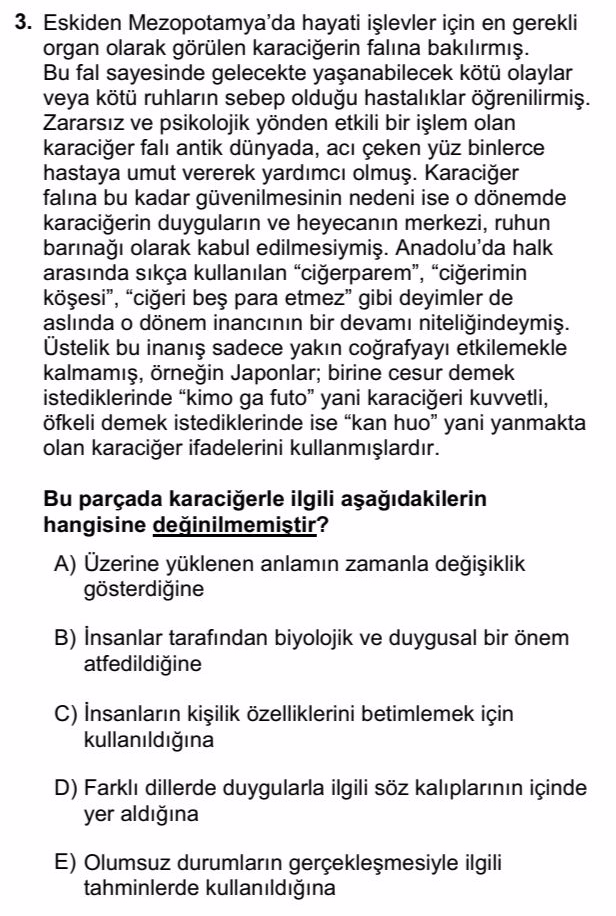 3. Eskiden Mezopotamya’da hayati işlevler için en gerekli
organ olarak görülen karaciğerin falına bakılırmış.
Bu fal sayesinde gelecekte yaşanabilecek kötü olaylar
veya kötü ruhların sebep olduğu hastalıklar öğrenilirmiş.
Zararsız ve psikolojik yönden etkili bir işlem olan
karaciğer falı antik dünyada, acı çeken yüz binlerce
hastaya umut vererek yardımcı olmuş. Karaciğer
falına bu kadar güvenilmesinin nedeni ise o dönemde
karaciğerin duyguların ve heyecanın merkezi, ruhun
barınağı olarak kabul edilmesiymiş. Anadolu’da halk
arasında sıkça kullanılan “ciğerparem”, “ciğerimin
köşesi”, “ciğeri beş para etmez” gibi deyimler de
aslında o dönem inancının bir devamı niteliğindeymiş.
Üstelik bu inanış sadece yakın coğrafyayı etkilemekle
kalmamış, örneğin Japonlar; birine cesur demek
istediklerinde “kimo ga futo” yani karaciğeri kuvvetli,
öfkeli demek istediklerinde ise “kan huo” yani yanmakta
olan karaciğer ifadelerini kullanmışlardır.
Bu parçada karaciğerle ilgili aşağıdakilerin
hangisine değinilmemiştir?
A) Üzerine yüklenen anlamın zamanla değişiklik
gösterdiğine
B) İnsanlar tarafından biyolojik ve duygusal bir önem
atfedildiğine
C) İnsanların kişilik özelliklerini betimlemek için
kullanıldığına
D) Farklı dillerde duygularla ilgili söz kalıplarının içinde
yer aldığına
E) Olumsuz durumların gerçekleşmesiyle ilgili
tahminlerde kullanıldığına